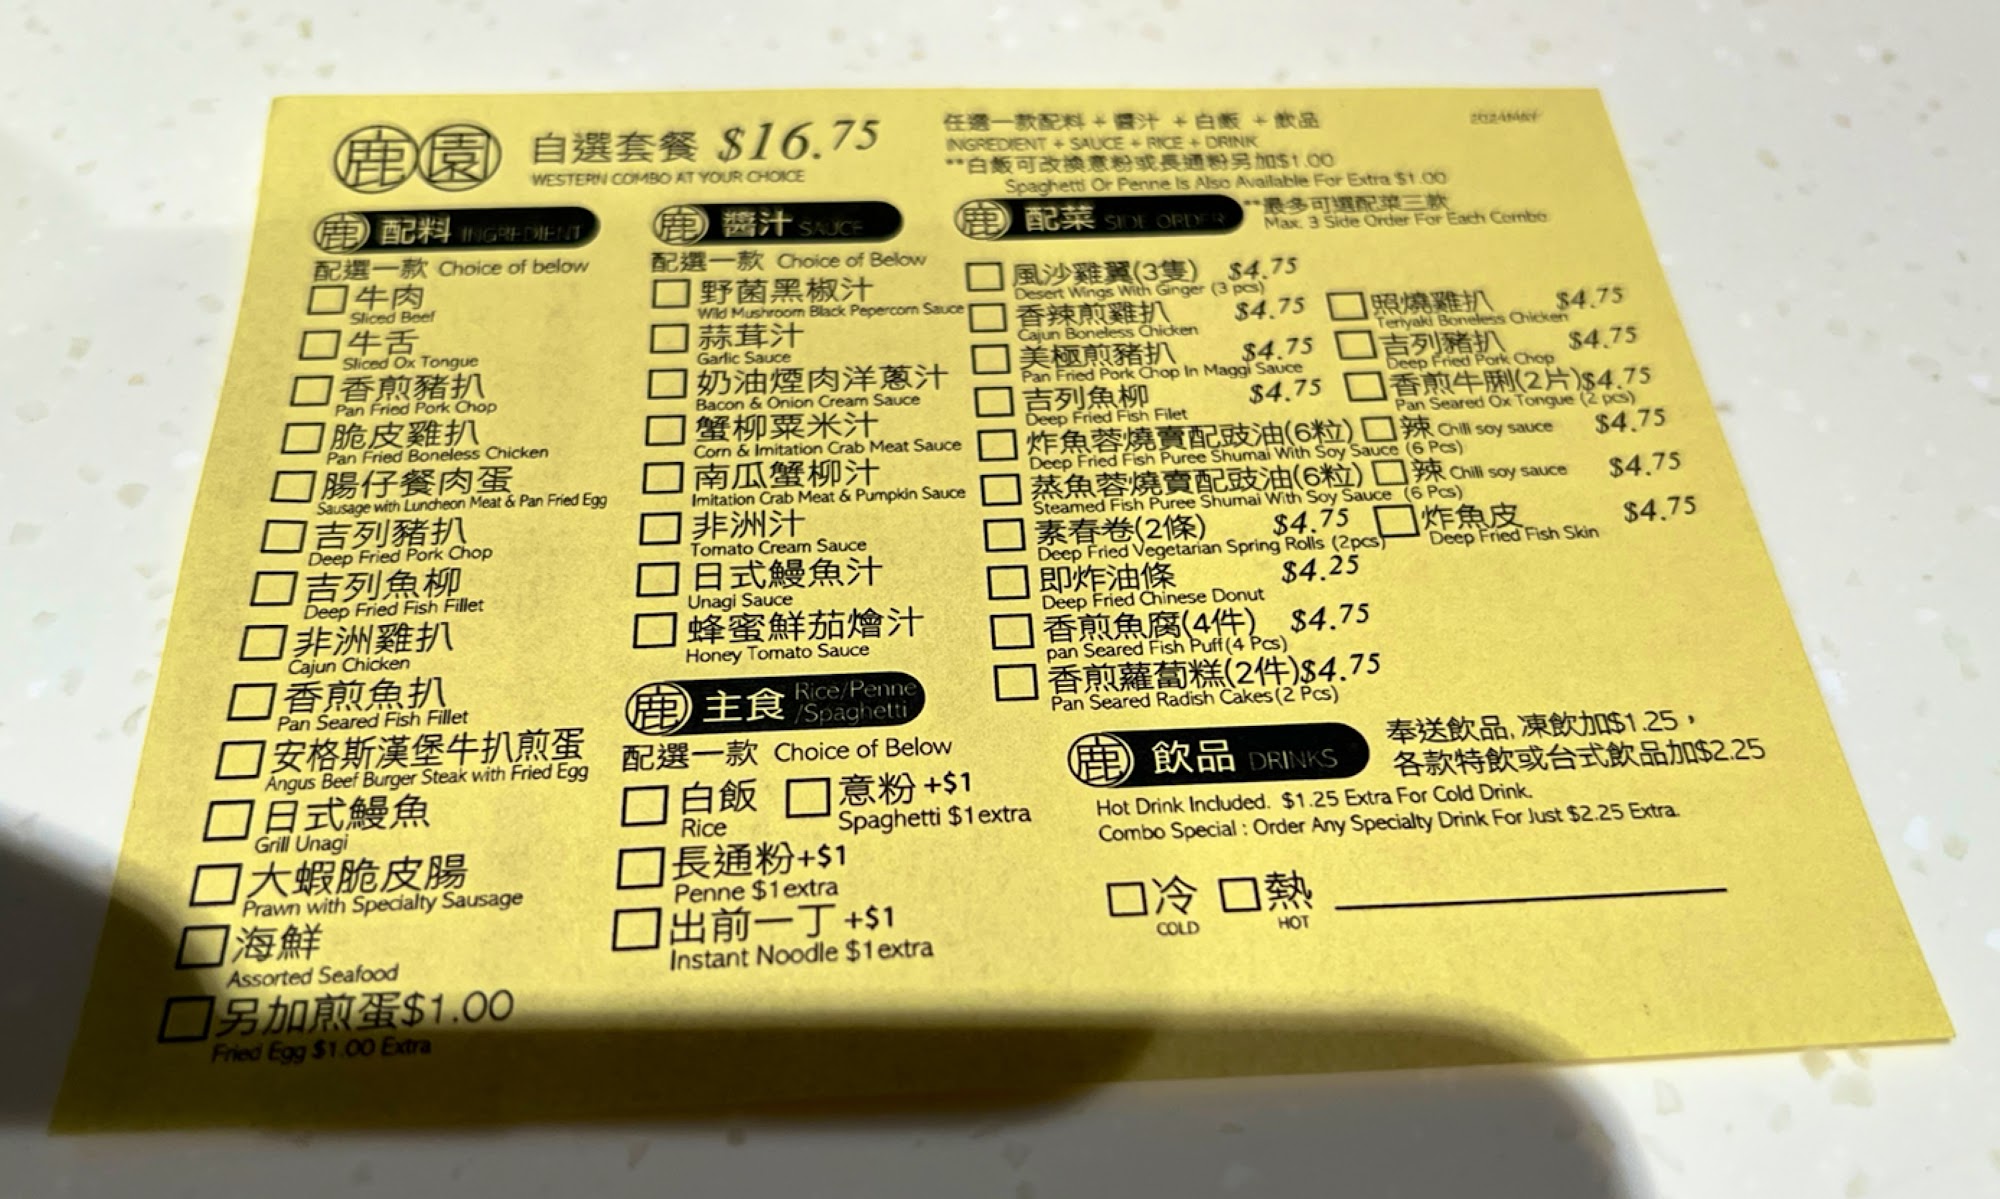 鹿園
自選套餐 $16.75
WESTERN COMBO AT YOUR CHOICE
任選一款配料 + 醬汁 + 白飯 + 飲品
INGREDIENT + SAUCE + RICE + DRINK
**白飯可改換意粉或長通粉另加$1.00
Spaghetti Or Penne Is Also Available For Extra $1.00
2024MAY
鹿 配料 INGREDIENT
配選一款 Choice of below
牛肉
Sliced Beef
牛舌
Sliced Ox Tongue
香煎豬扒
Pan Fried Pork Chop
脆皮雞扒
Pan Fried Boneless Chicken
腸仔餐肉蛋
Sausage with Luncheon Meat & Pan Fried Egg
吉列豬扒
Deep Fried Pork Chop
吉列魚柳
Deep Fried Fish Fillet
非洲雞扒
Cajun Chicken
香煎魚扒
Pan Seared Fish Fillet
安格斯漢堡牛扒煎蛋
Angus Beef Burger Steak with Fried Egg
日式鰻魚
Grill Unagi
大蝦脆皮腸
Prawn with Specialty Sausage
海鮮
Assorted Seafood
另加煎蛋$1.00
Fried Egg $1.00 Extra
鹿 醬汁 SAUCE
配選一款 Choice of Below
野菌黑椒汁
Wild Mushroom Black Pepercorn Sauce
蒜茸汁
Garlic Sauce
奶油煙肉洋蔥汁
Bacon & Onion Cream Sauce
蟹柳粟米汁
Corn & Imitation Crab Meat Sauce
南瓜蟹柳汁
Imitation Crab Meat & Pumpkin Sauce
非洲汁
Tomato Cream Sauce
日式鰻魚汁
Unagi Sauce
蜂蜜鮮茄燴汁
Honey Tomato Sauce
鹿 主食 Rice/Penne
/Spaghetti
配選一款 Choice of Below
白飯 意粉 +$1
Rice Spaghetti $1extra
長通粉+$1
Penne $1extra
出前一丁 +$1
Instant Noodle $1extra
鹿 配菜 SIDE ORDER **最多可選配菜三款
Max. 3 Side Order For Each Combo
風沙雞翼(3隻) $4.75
Desert Wings With Ginger (3 pcs)
香辣煎雞扒 $4.75
Cajun Boneless Chicken
美極煎豬扒 $4.75
Pan Fried Pork Chop In Maggi Sauce
吉列魚柳 $4.75
Deep Fried Fish Filet
炸魚蓉燒賣配豉油(6粒) 辣 Chili soy sauce $4.75
Deep Fried Fish Puree Shumai With Soy Sauce (6 Pcs)
蒸魚蓉燒賣配豉油(6粒) 辣 Chili soy sauce $4.75
Steamed Fish Puree Shumai With Soy Sauce (6 Pcs)
素春卷(2條) $4.75
Deep Fried Vegetarian Spring Rolls (2pcs)
即炸油條 $4.25
Deep Fried Chinese Donut
香煎魚腐(4件) $4.75
pan Seared Fish Puff(4 Pcs)
香煎蘿蔔糕(2件)$4.75
Pan Seared Radish Cakes(2 Pcs)
照燒雞扒 $4.75
Teriyaki Boneless Chicken
吉列豬扒 $4.75
Deep Fried Pork Chop
香煎牛脷(2片)$4.75
Pan Seared Ox Tongue (2 pcs)
炸魚皮 $4.75
Deep Fried Fish Skin
鹿 飲品 DRINKS
奉送飲品, 凍飲加$1.25，
各款特飲或台式飲品加$2.25
Hot Drink Included. $1.25 Extra For Cold Drink.
Combo Special : Order Any Specialty Drink For Just $2.25 Extra.
冷 熱
COLD HOT